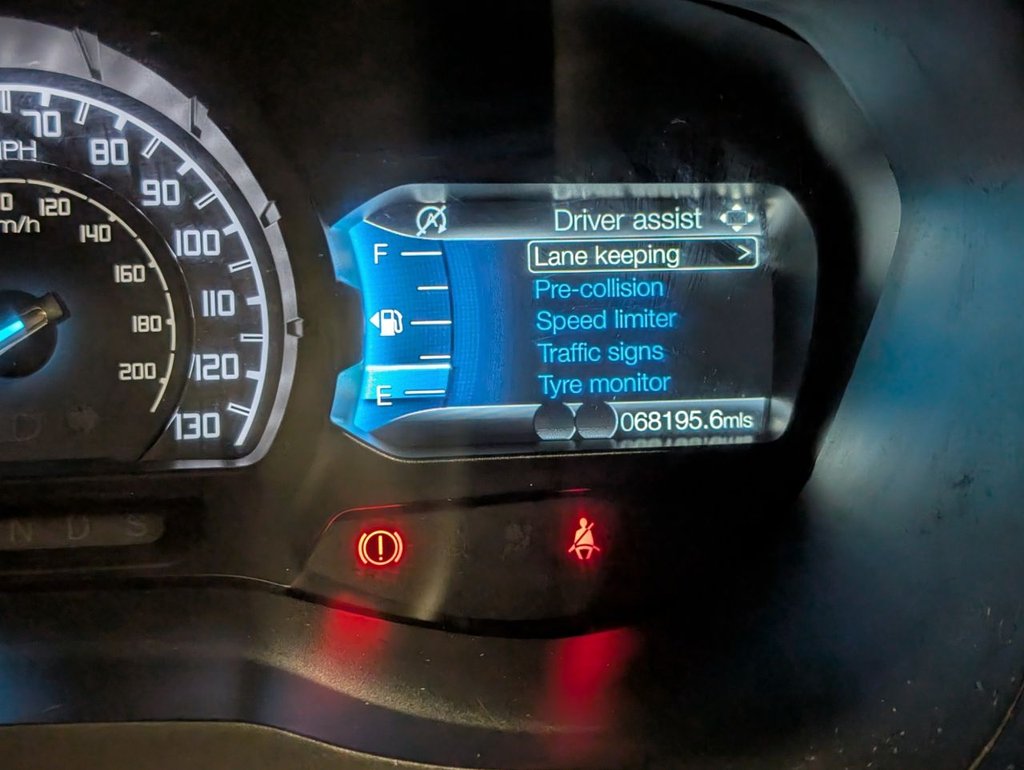 70
MPH
80
90
100
110
120
130
km/h
120
140
160
180
200
Driver assist
F
Lane keeping >
Pre-collision
Speed limiter
Traffic signs
Tyre monitor
E
068195.6mls
N D S